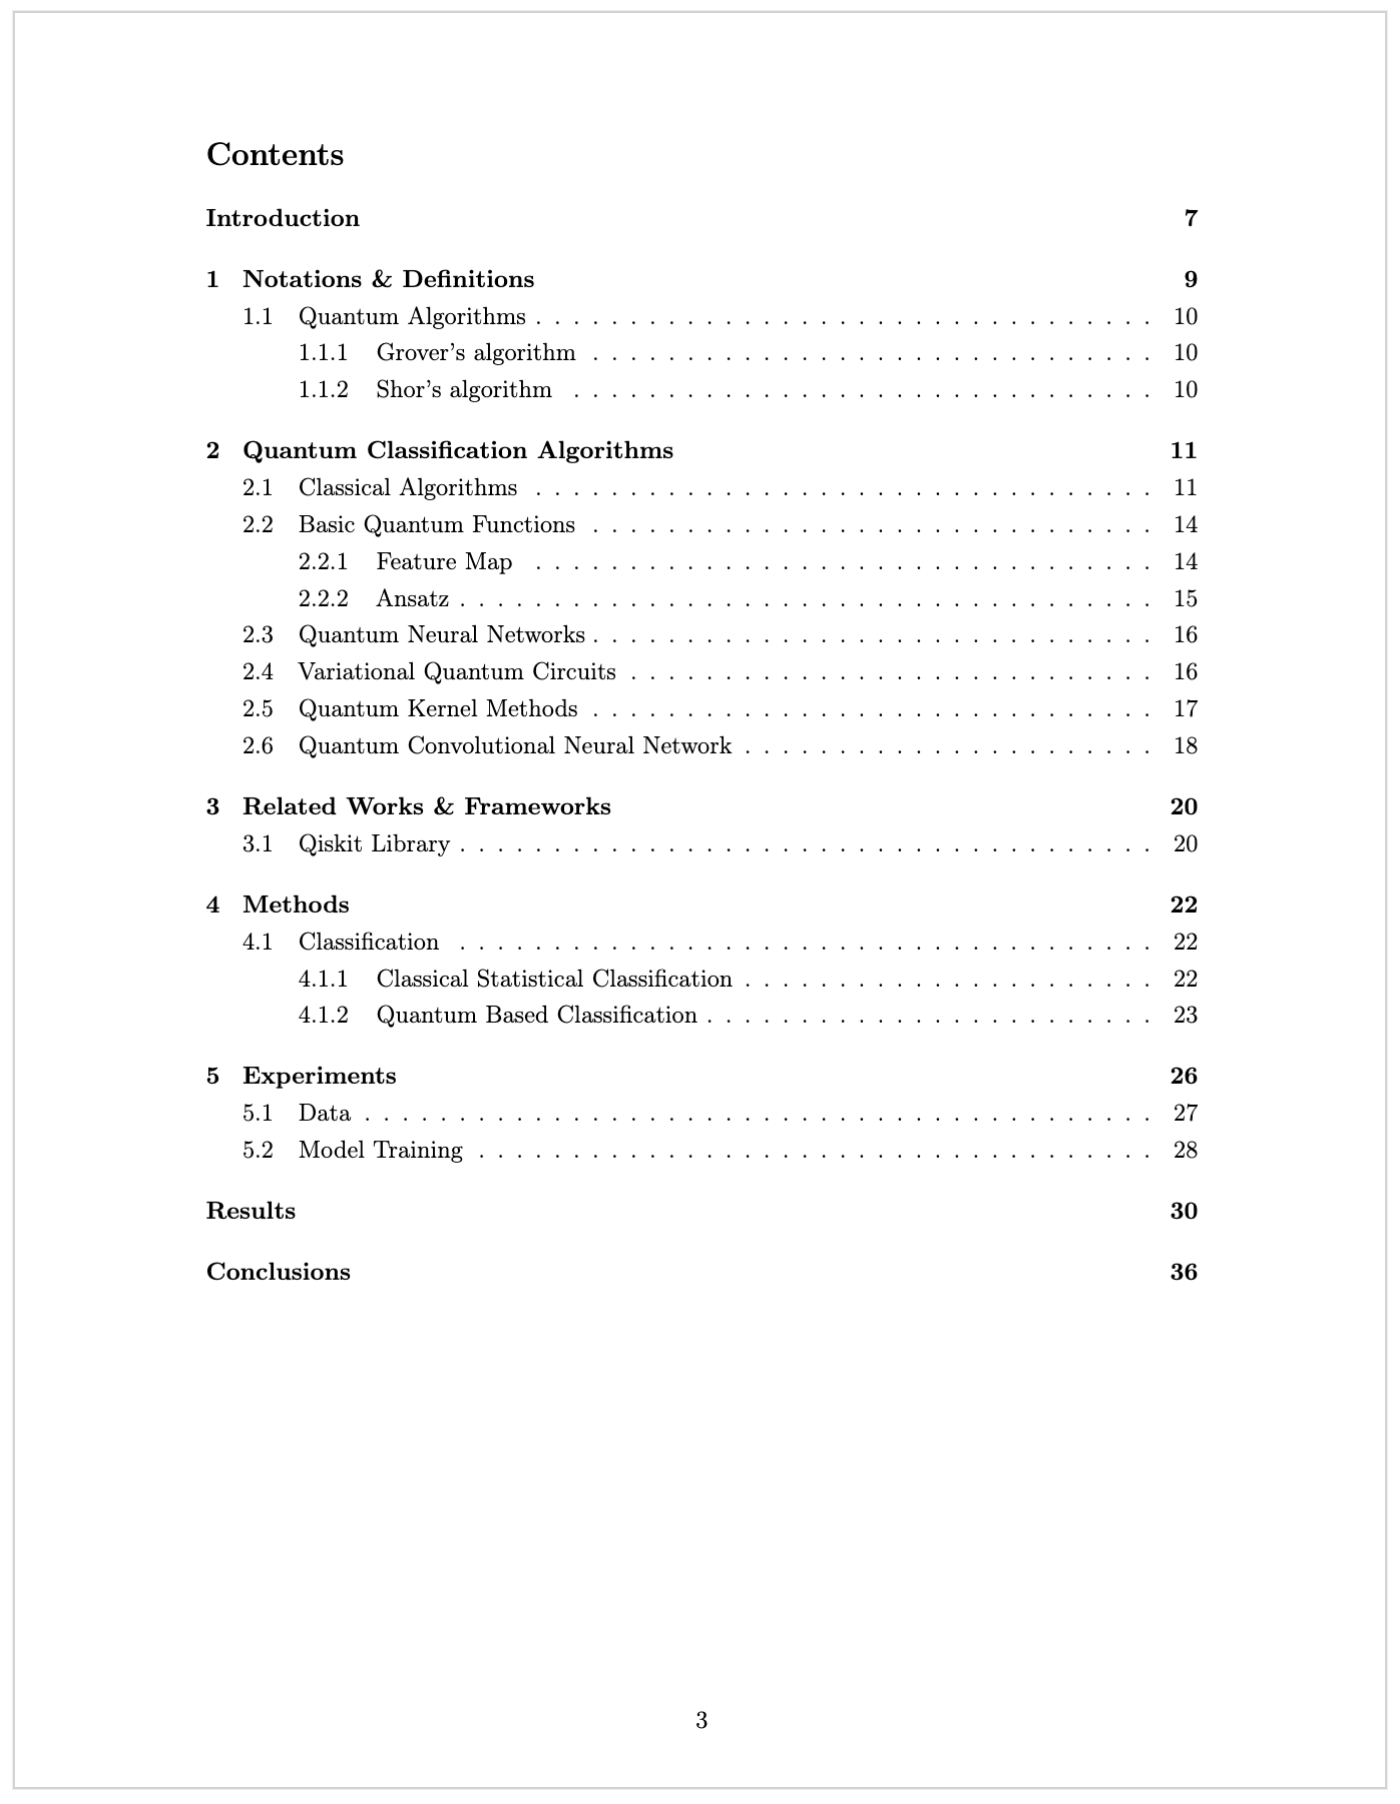 Contents
Introduction 7
1 Notations & Definitions 9
1.1 Quantum Algorithms . . . . . . . . . . . . . . . . . . . . . . . . . . . . . . . . . 10
1.1.1 Grover's algorithm . . . . . . . . . . . . . . . . . . . . . . . . . . . . . . 10
1.1.2 Shor's algorithm . . . . . . . . . . . . . . . . . . . . . . . . . . . . . . . 10
2 Quantum Classification Algorithms 11
2.1 Classical Algorithms . . . . . . . . . . . . . . . . . . . . . . . . . . . . . . . . . 11
2.2 Basic Quantum Functions . . . . . . . . . . . . . . . . . . . . . . . . . . . . . . 14
2.2.1 Feature Map . . . . . . . . . . . . . . . . . . . . . . . . . . . . . . . . . 14
2.2.2 Ansatz . . . . . . . . . . . . . . . . . . . . . . . . . . . . . . . . . . . . . 15
2.3 Quantum Neural Networks . . . . . . . . . . . . . . . . . . . . . . . . . . . . . . 16
2.4 Variational Quantum Circuits . . . . . . . . . . . . . . . . . . . . . . . . . . . . 16
2.5 Quantum Kernel Methods . . . . . . . . . . . . . . . . . . . . . . . . . . . . . . 17
2.6 Quantum Convolutional Neural Network . . . . . . . . . . . . . . . . . . . . . . 18
3 Related Works & Frameworks 20
3.1 Qiskit Library . . . . . . . . . . . . . . . . . . . . . . . . . . . . . . . . . . . . . 20
4 Methods 22
4.1 Classification . . . . . . . . . . . . . . . . . . . . . . . . . . . . . . . . . . . . . 22
4.1.1 Classical Statistical Classification . . . . . . . . . . . . . . . . . . . . . . 22
4.1.2 Quantum Based Classification . . . . . . . . . . . . . . . . . . . . . . . . 23
5 Experiments 26
5.1 Data . . . . . . . . . . . . . . . . . . . . . . . . . . . . . . . . . . . . . . . . . . 27
5.2 Model Training . . . . . . . . . . . . . . . . . . . . . . . . . . . . . . . . . . . . 28
Results 30
Conclusions 36
3